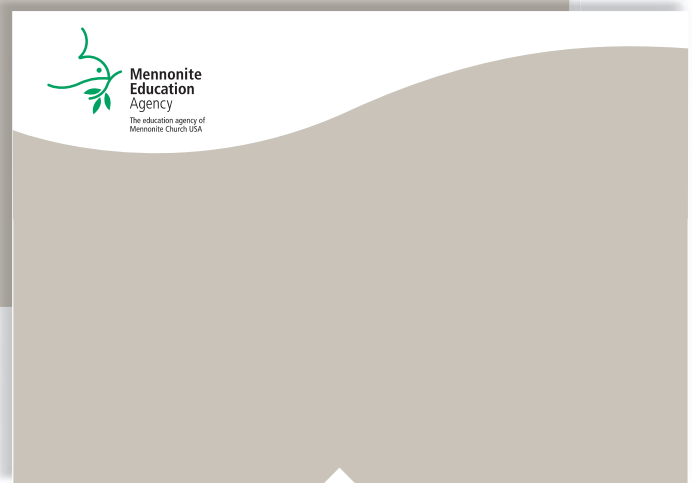 Mennonite
Education
Agency
The education agency of
Mennonite Church USA